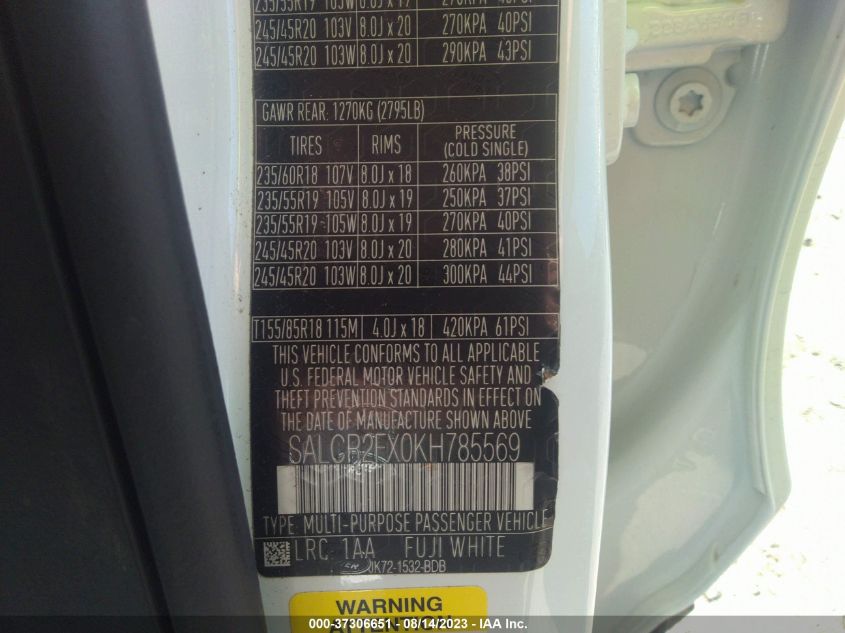 235/55R19 103W 8.0J x 19 270KPA 40PSI
245/45R20 103V 8.0J x 20 270KPA 40PSI
245/45R20 103W 8.0J x 20 290KPA 43PSI
GAWR REAR: 1270KG (2795LB)
TIRES RIMS PRESSURE (COLD SINGLE)
235/60R18 107V 8.0J x 18 260KPA 38PSI
235/55R19 105V 8.0J x 19 250KPA 37PSI
235/55R19 105W 8.0J x 19 270KPA 40PSI
245/45R20 103V 8.0J x 20 280KPA 41PSI
245/45R20 103W 8.0J x 20 300KPA 44PSI
T155/85R18 115M 4.0J x 18 420KPA 61PSI
THIS VEHICLE CONFORMS TO ALL APPLICABLE
U.S. FEDERAL MOTOR VEHICLE SAFETY AND
THEFT PREVENTION STANDARDS IN EFFECT ON
THE DATE OF MANUFACTURE SHOWN ABOVE
SALGR2FX0KH785569
TYPE: MULTI-PURPOSE PASSENGER VEHICLE
LRC 1AA FUJI WHITE
JK72-1532-BDB
WARNING
ATTENTION
000-37306651 - 08/14/2023 - IAA Inc.